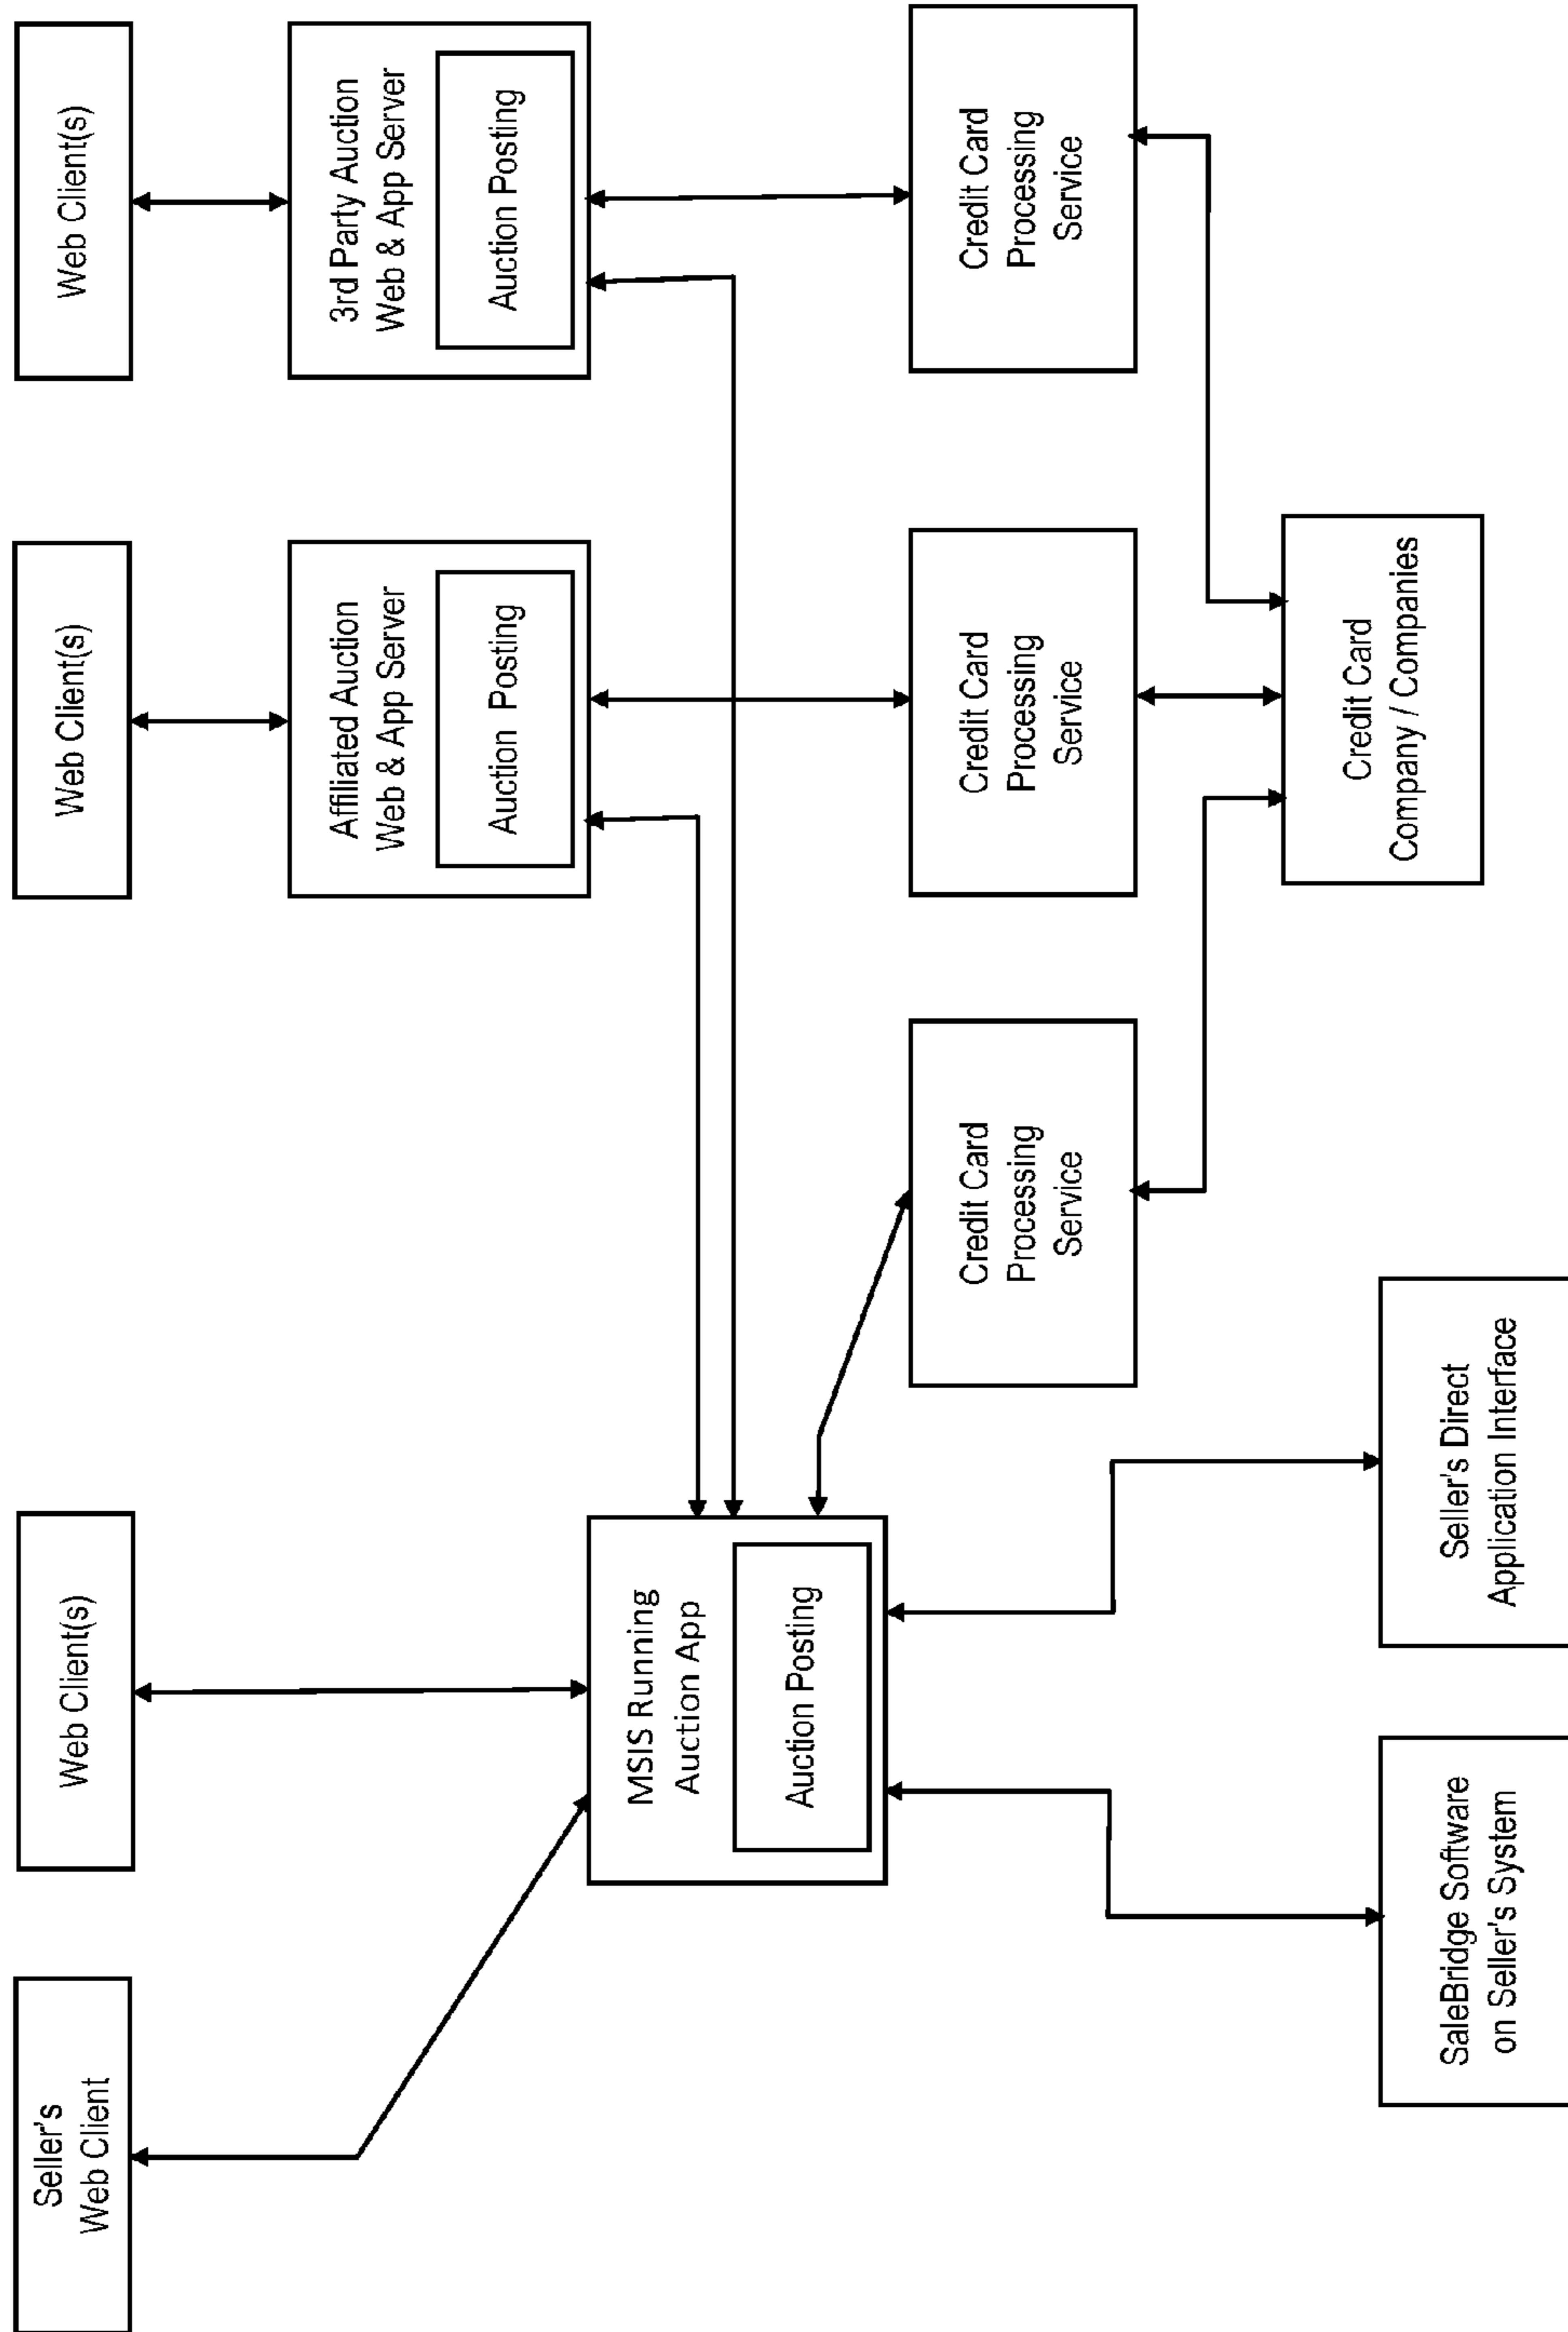 Seller's
Web Client
Web Client(s)
Web Client(s)
Web Client(s)
Affiliated Auction
Web & App Server
Auction Posting
3rd Party Auction
Web & App Server
Auction Posting
MSIS Running
Auction App
Auction Posting
Credit Card
Processing
Service
Credit Card
Processing
Service
Credit Card
Processing
Service
Credit Card
Company / Companies
SaleBridge Software
on Seller's System
Seller's Direct
Application Interface